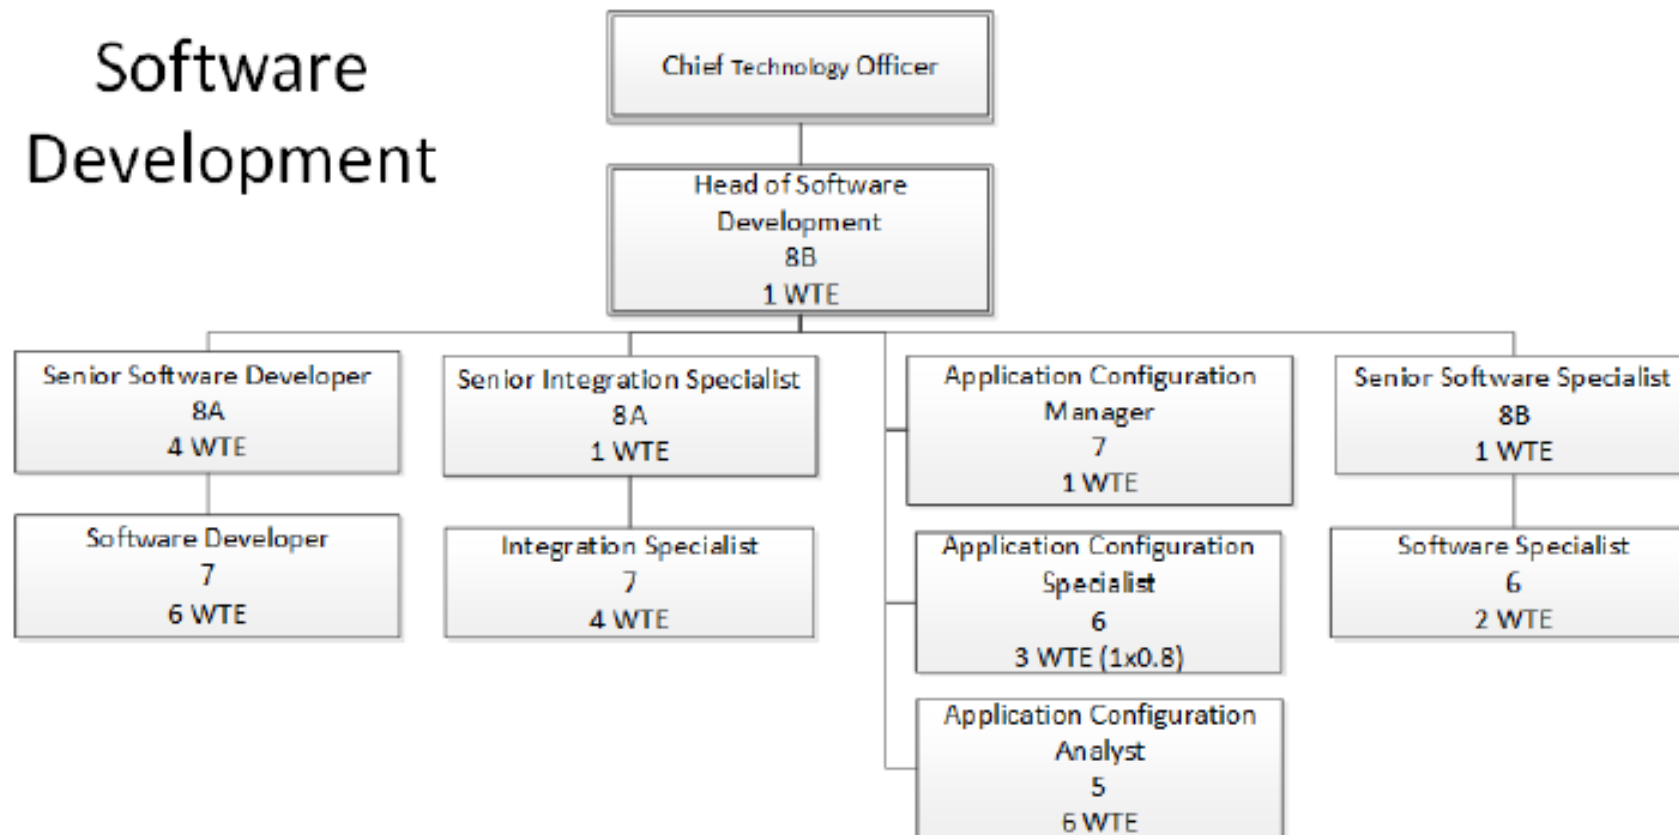 Software
Development
Chief Technology Officer
Head of Software
Development
8B
1 WTE
Senior Software Developer
8A
4 WTE
Senior Integration Specialist
8A
1 WTE
Application Configuration
Manager
7
1 WTE
Senior Software Specialist
8B
1 WTE
Software Developer
7
6 WTE
Integration Specialist
7
4 WTE
Application Configuration
Specialist
6
3 WTE (1x0.8)
Software Specialist
6
2 WTE
Application Configuration
Analyst
5
6 WTE